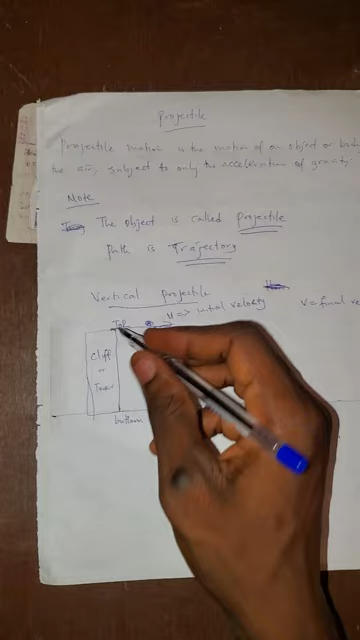 Projectile
Projectile motion is the motion of an object or body
the air, subject to only the acceleration of gravity
Note
The object is called projectile
path is Trajectory
Vertical projectile
u => initial velocity
v = final
Top
Cliff
or
Tower
bottom